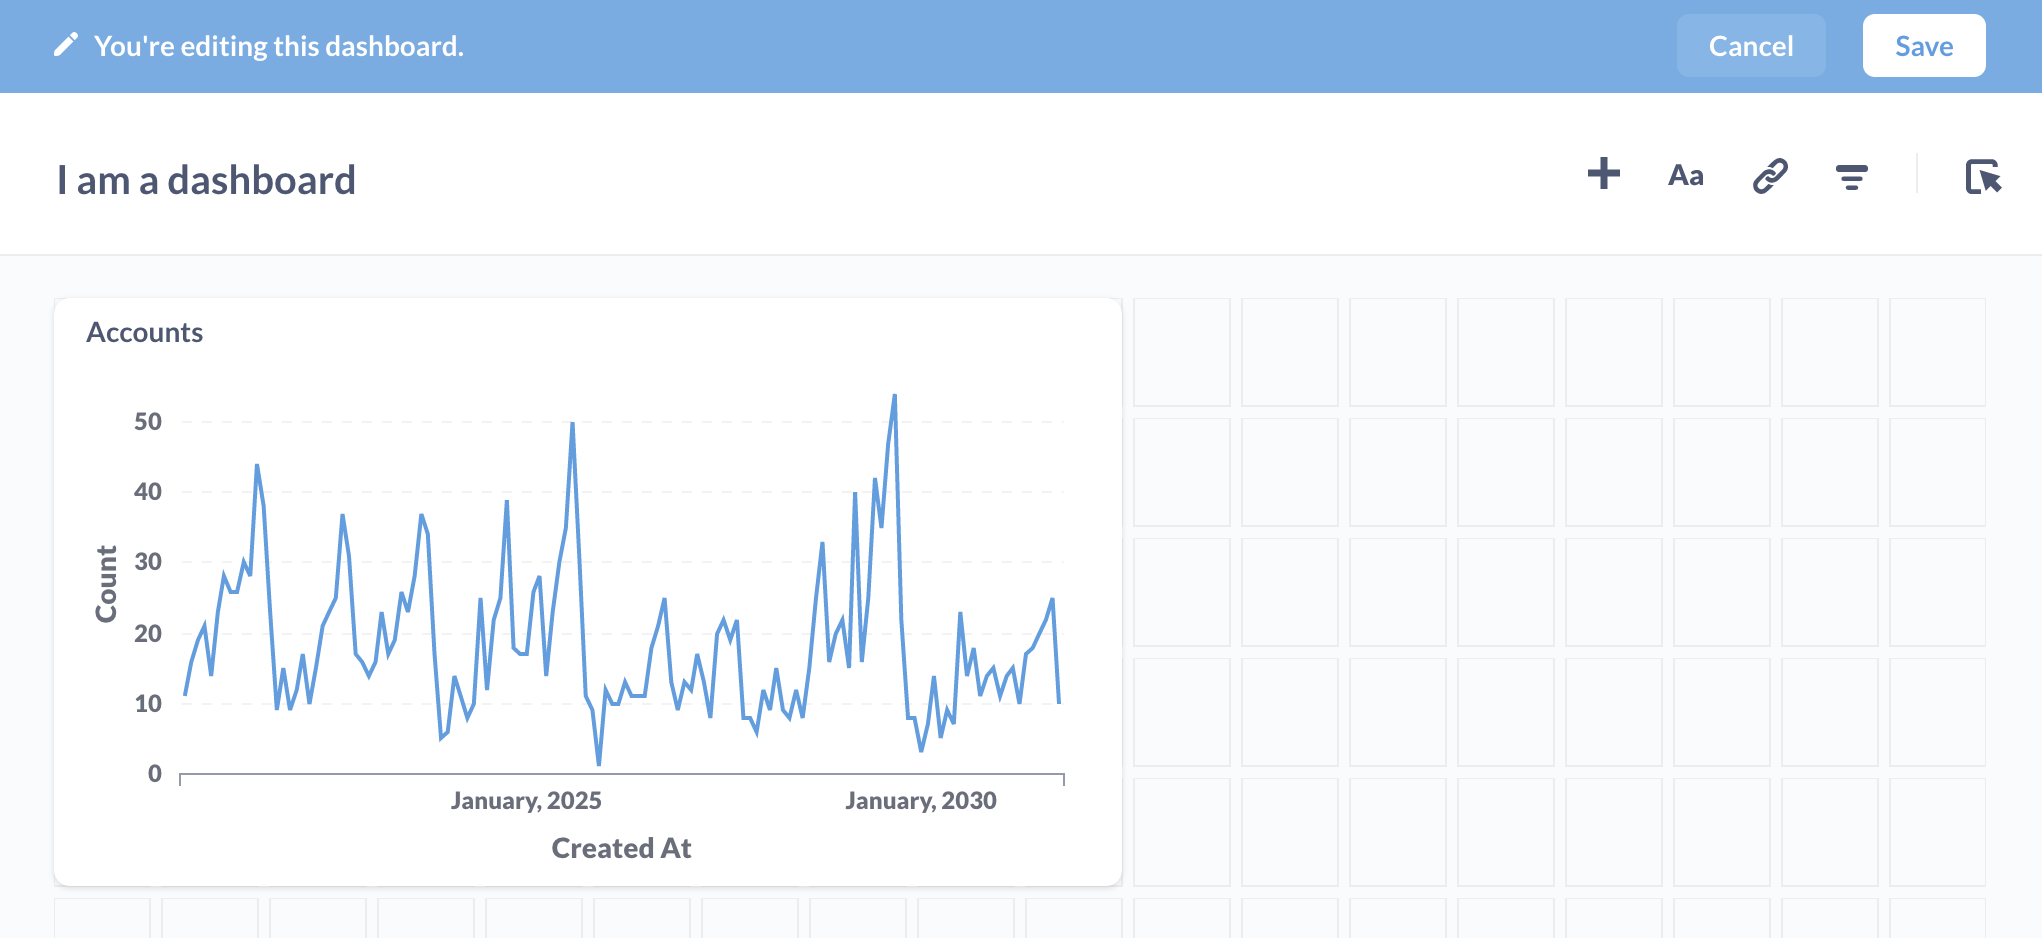 You're editing this dashboard.
Cancel
Save
I am a dashboard
Aa
Accounts
50
40
30
20
10
0
Count
January, 2025
January, 2030
Created At